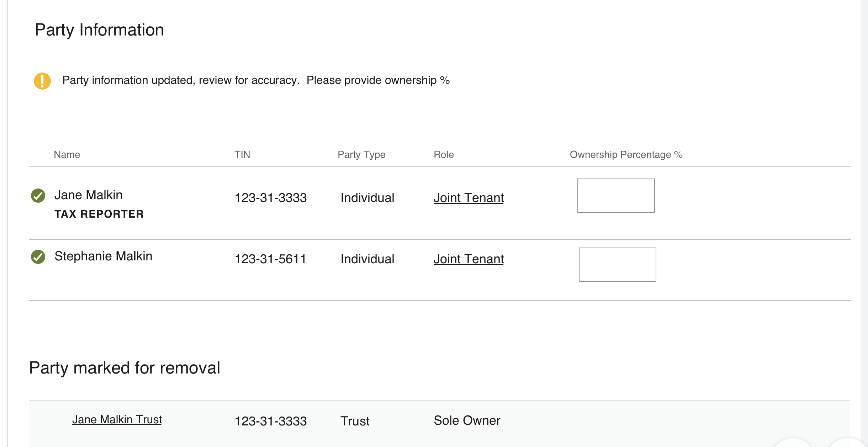 Party Information
Party information updated, review for accuracy. Please provide ownership %
Name TIN Party Type Role Ownership Percentage %
Jane Malkin 123-31-3333 Individual Joint Tenant
TAX REPORTER
Stephanie Malkin 123-31-5611 Individual Joint Tenant
Party marked for removal
Jane Malkin Trust 123-31-3333 Trust Sole Owner